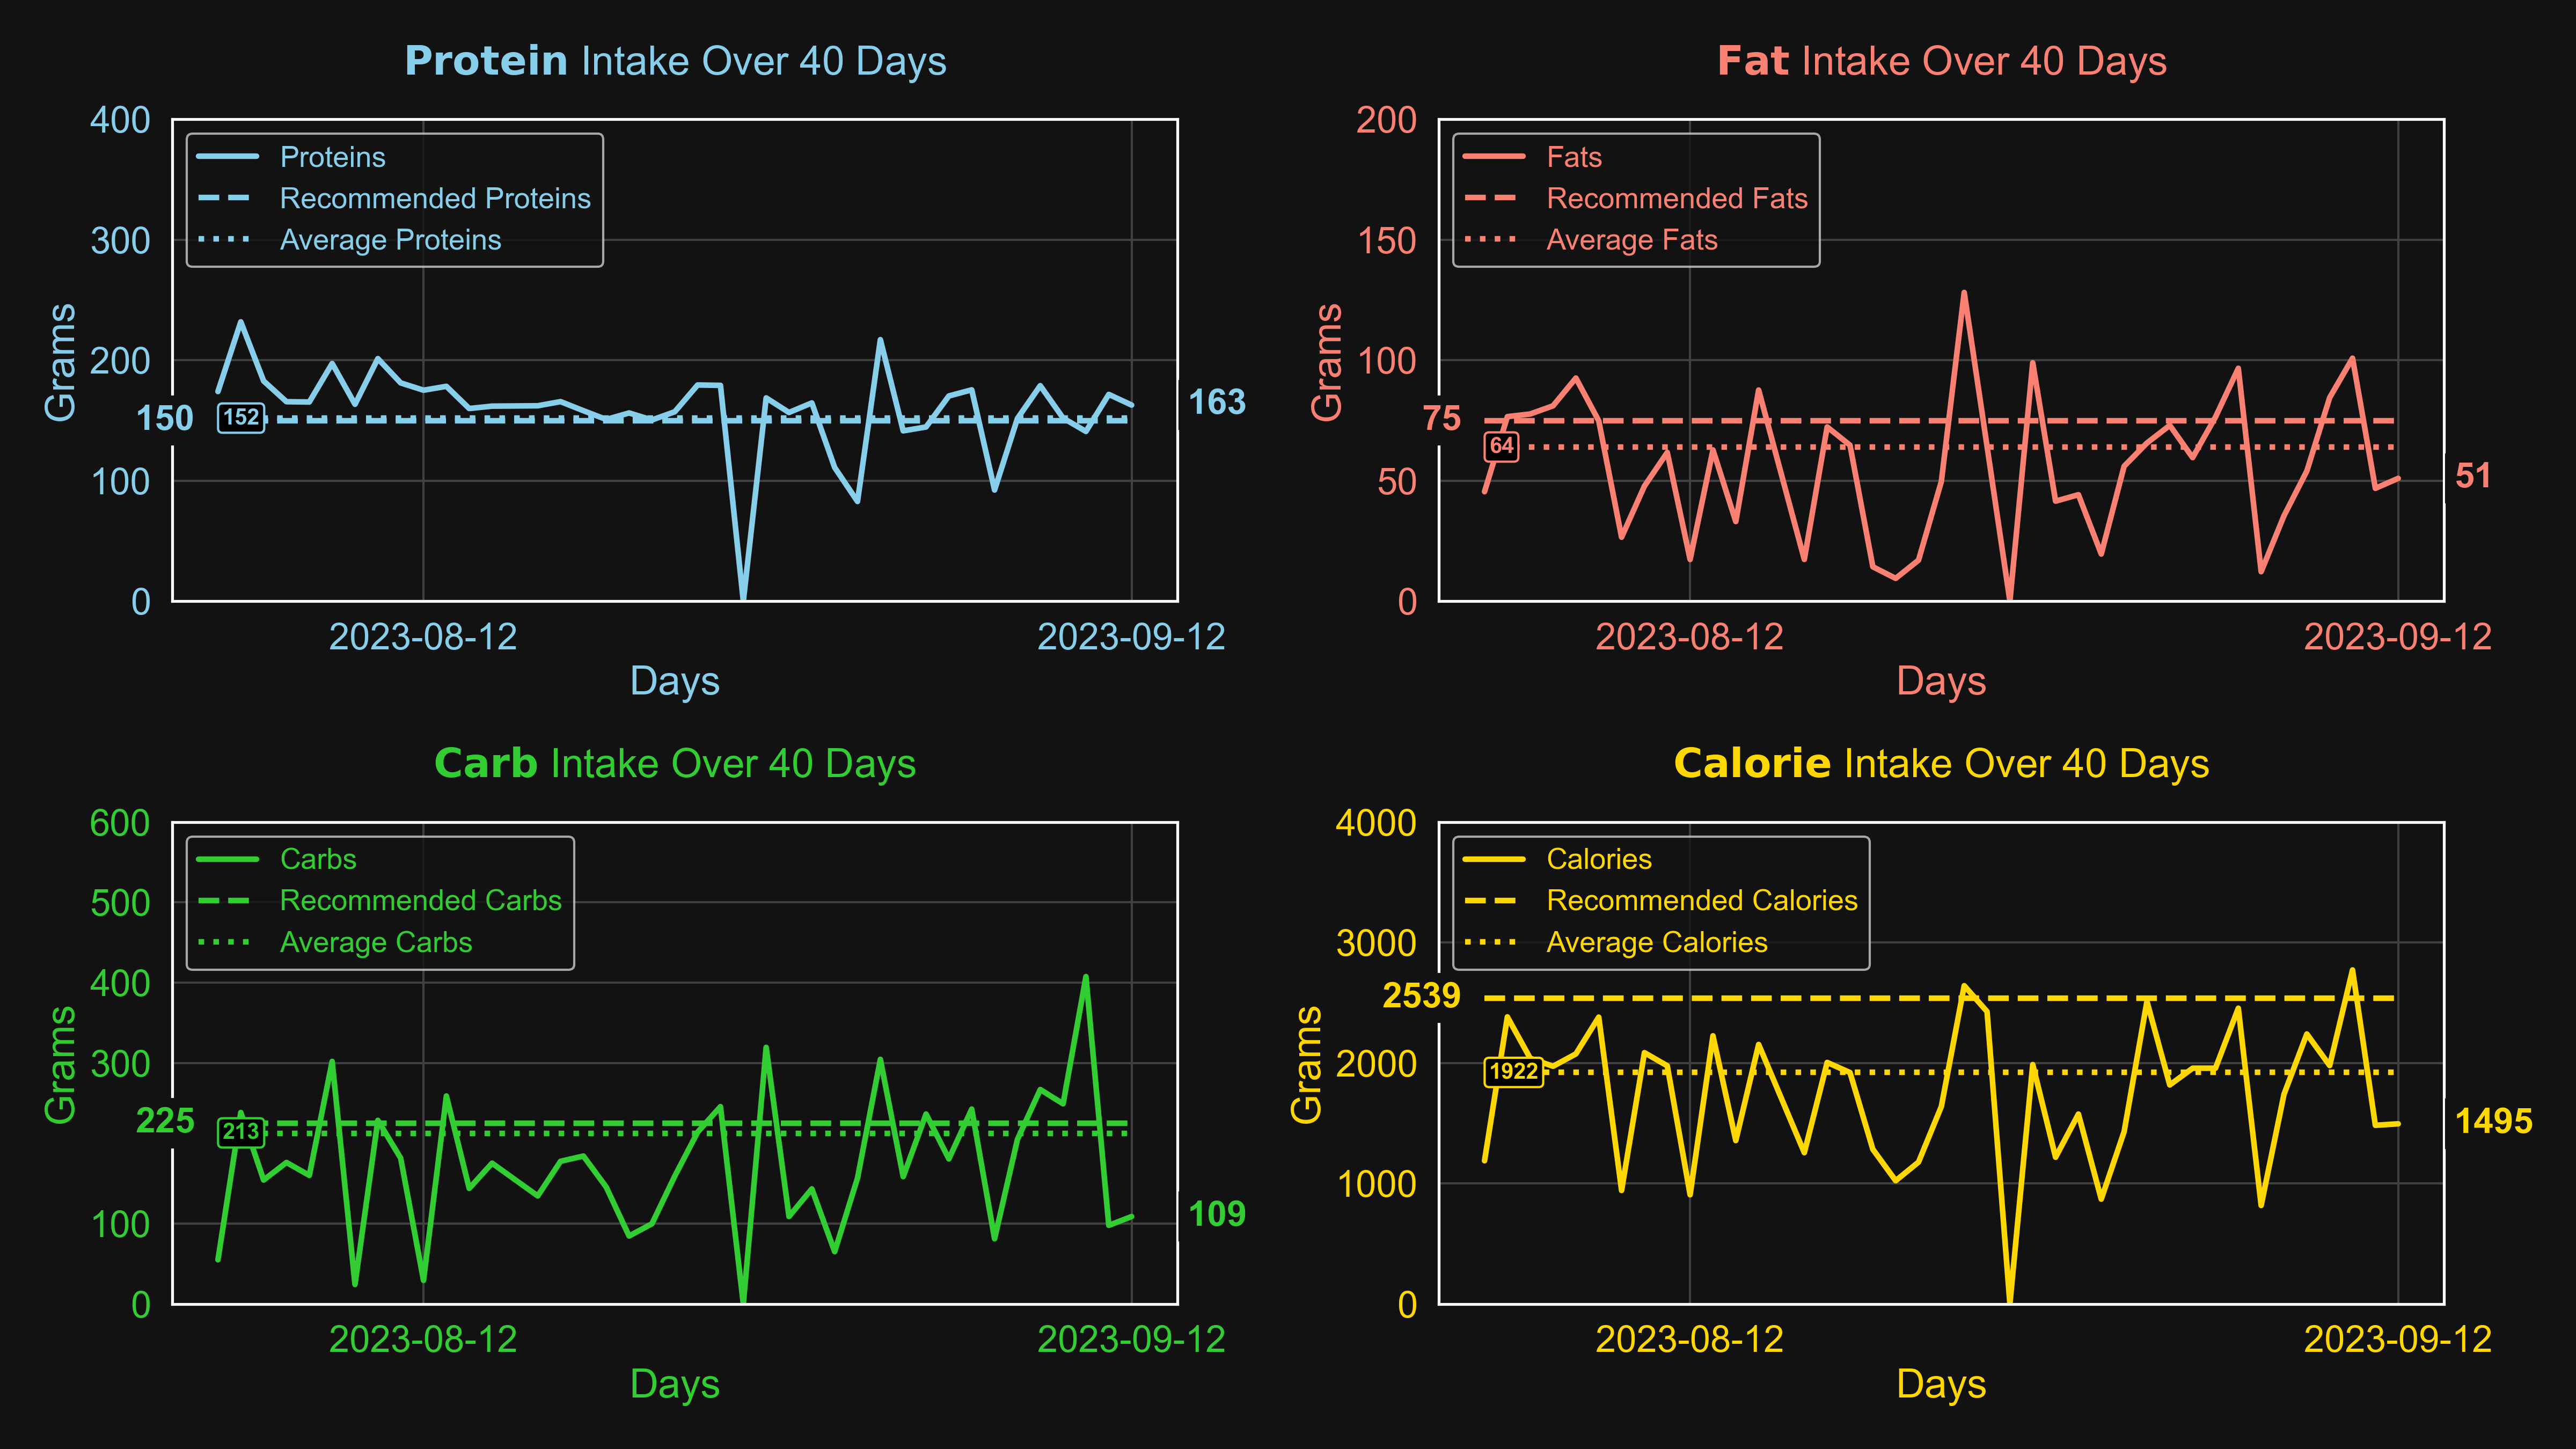 Protein Intake Over 40 Days
400
300
200
100
0
Grams
Proteins
Recommended Proteins
Average Proteins
150
152
163
2023-08-12
2023-09-12
Days
Fat Intake Over 40 Days
200
150
100
50
0
Grams
Fats
Recommended Fats
Average Fats
75
64
51
2023-08-12
2023-09-12
Days
Carb Intake Over 40 Days
600
500
400
300
100
0
Grams
Carbs
Recommended Carbs
Average Carbs
225
213
109
2023-08-12
2023-09-12
Days
Calorie Intake Over 40 Days
4000
3000
2000
1000
0
Grams
Calories
Recommended Calories
Average Calories
2539
1922
1495
2023-08-12
2023-09-12
Days